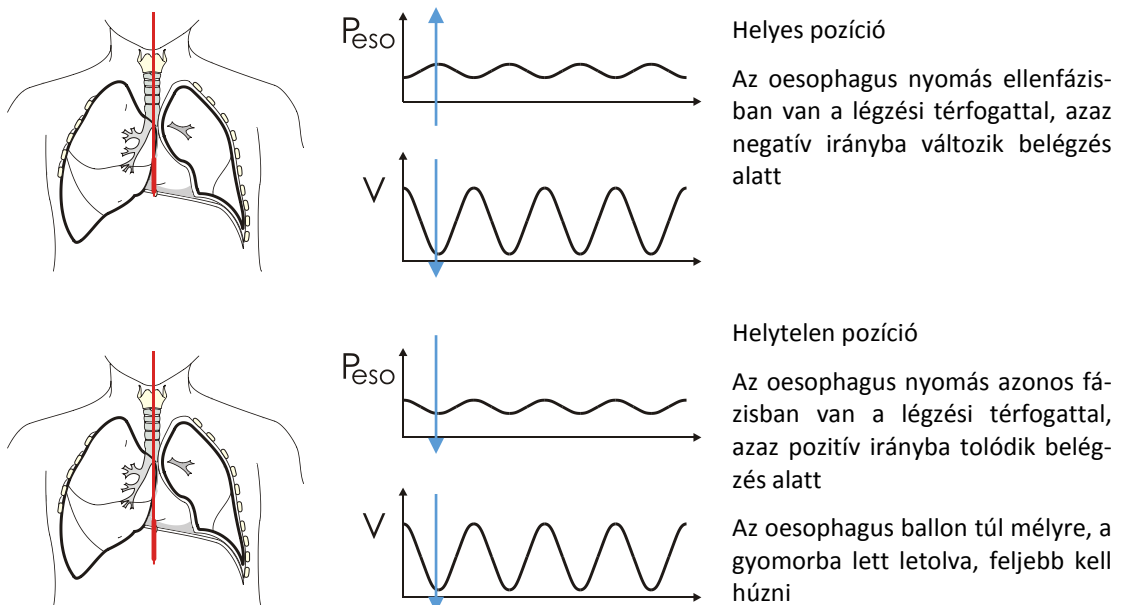 Peso
V
Helyes pozíció
Az oesophagus nyomás ellenfázis-
ban van a légzési térfogattal, azaz
negatív irányba változik belégzés
alatt
Peso
V
Helytelen pozíció
Az oesophagus nyomás azonos fá-
zisban van a légzési térfogattal,
azaz pozitív irányba tolódik belég-
zés alatt
Az oesophagus ballon túl mélyre, a
gyomorba lett letolva, feljebb kell
húzni